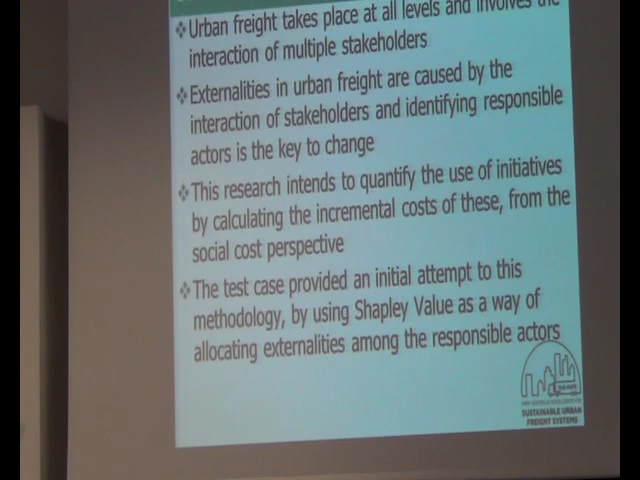 ❖Urban freight takes place at all levels and involves the
interaction of multiple stakeholders
❖Externalities in urban freight are caused by the
interaction of stakeholders and identifying responsible
actors is the key to change
❖This research intends to quantify the use of initiatives
by calculating the incremental costs of these, from the
social cost perspective
❖The test case provided an initial attempt to this
methodology, by using Shapley Value as a way of
allocating externalities among the responsible actors
SUSTAINABLE URBAN
FREIGHT SYSTEMS